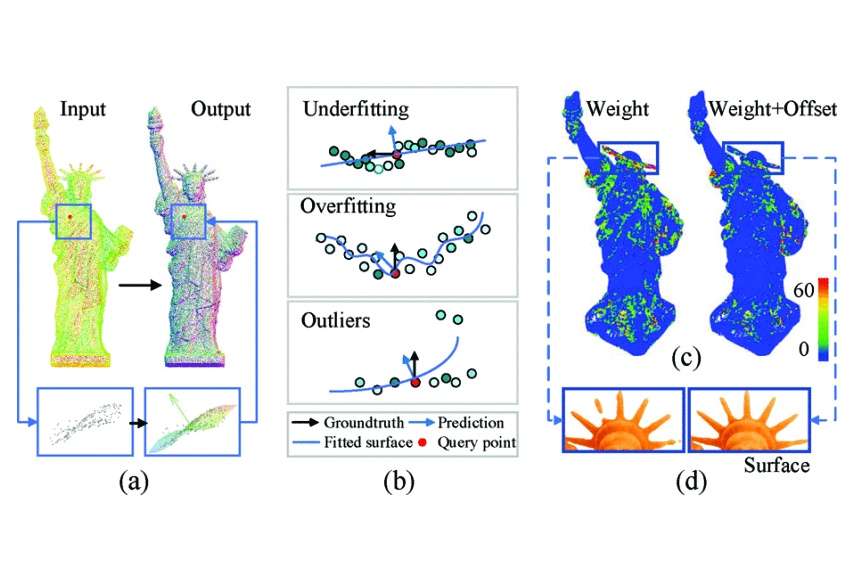 Input
Output
(a)
Underfitting
Overfitting
Outliers
Groundtruth
Prediction
Fitted surface
Query point
(b)
Weight
Weight+Offset
60
0
(c)
Surface
(d)